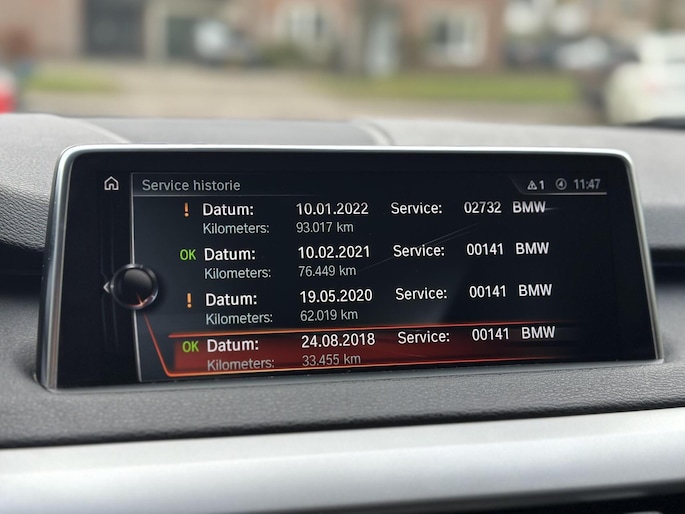 Service historie 1 11:47
! Datum: 10.01.2022 Service: 02732 BMW
Kilometers: 93.017 km
OK Datum: 10.02.2021 Service: 00141 BMW
Kilometers: 76.449 km
! Datum: 19.05.2020 Service: 00141 BMW
Kilometers: 62.019 km
OK Datum: 24.08.2018 Service: 00141 BMW
Kilometers: 33.455 km